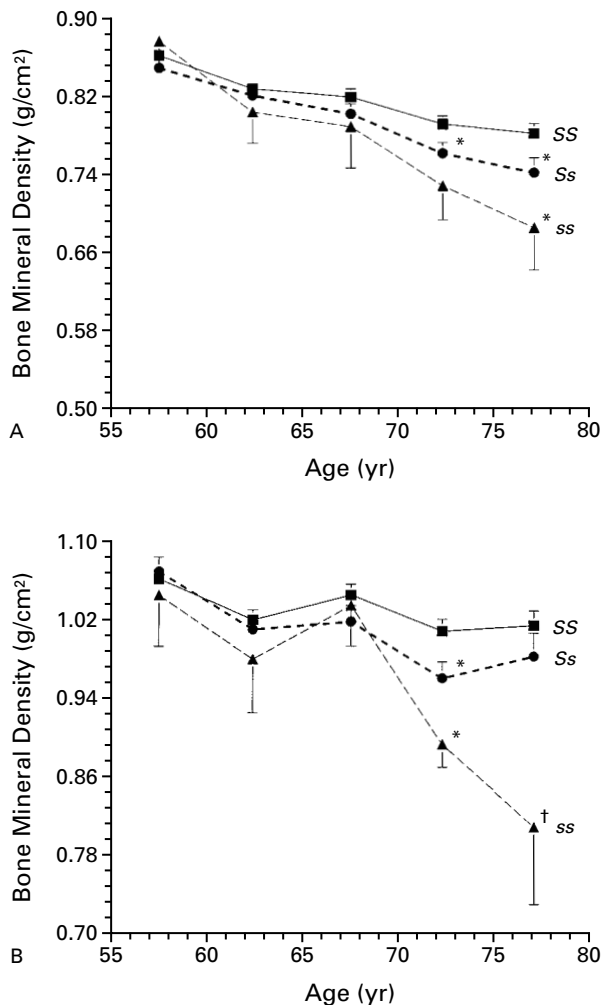 Bone Mineral Density (g/cm²)
0.90
0.82
0.74
0.66
0.58
0.50
* * SS
* Ss
* ss
A
55 60 65 70 75 80
Age (yr)
Bone Mineral Density (g/cm²)
1.10
1.02
0.94
0.86
0.78
0.70
SS
* Ss
*
† ss
B
55 60 65 70 75 80
Age (yr)